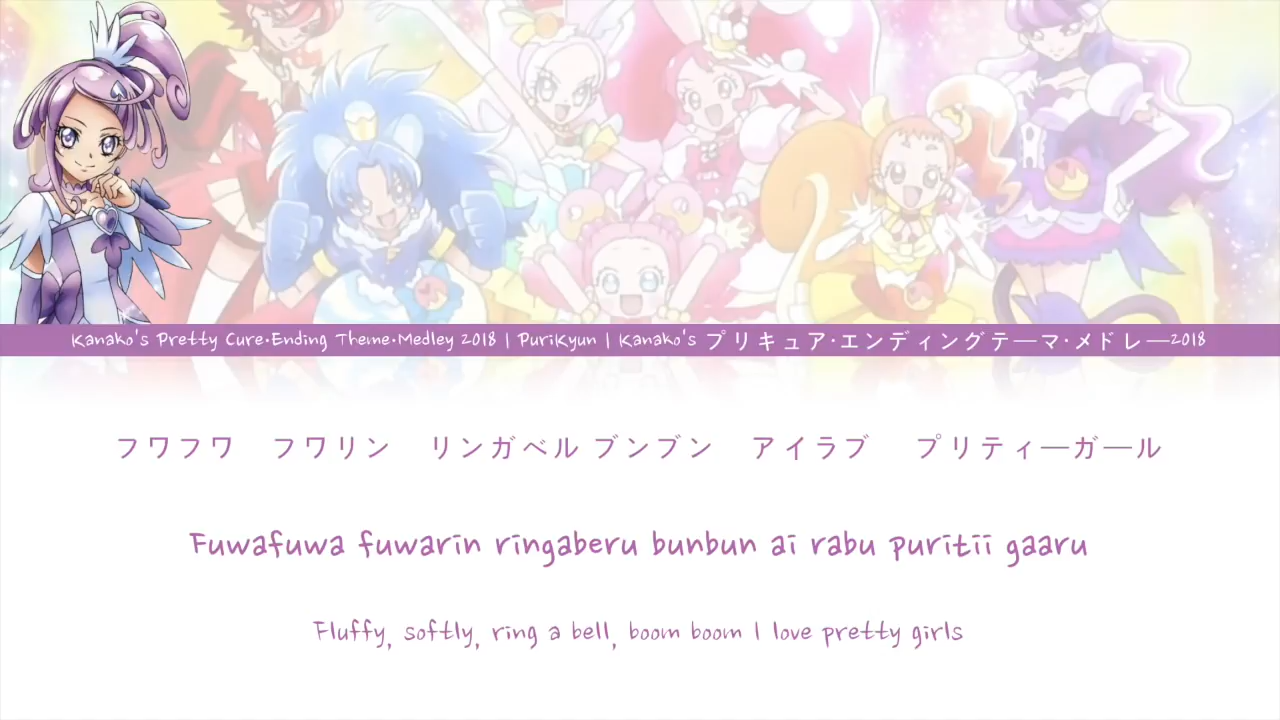 Kanako's Pretty Cure•Ending Theme•Medley 2018 | PuriKyun | Kanako's プリキュア・エンディングテーマ・メドレー2018
フワフワ　フワリン　リンガベル ブンブン　アイラブ　プリティーガール
Fuwafuwa fuwarin ringaberu bunbun ai rabu puritii gaaru
Fluffy, softly, ring a bell, boom boom I love pretty girls